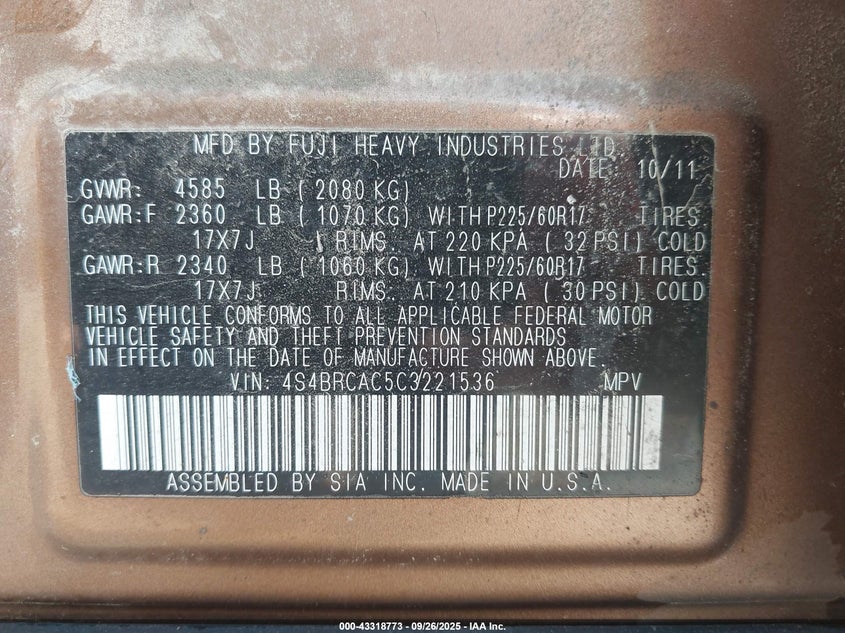 MFD BY FUJI HEAVY INDUSTRIES LTD.
DATE: 10/11
GVWR: 4585 LB ( 2080 KG)
GAWR:F 2360 LB ( 1070 KG) WITH P225/60R17 TIRES
17X7J RIMS. AT 220 KPA ( 32 PSI) COLD
GAWR:R 2340 LB ( 1060 KG) WITH P225/60R17 TIRES.
17X7J RIMS. AT 210 KPA ( 30 PSI) COLD
THIS VEHICLE CONFORMS TO ALL APPLICABLE FEDERAL MOTOR
VEHICLE SAFETY AND THEFT PREVENTION STANDARDS
IN EFFECT ON THE DATE OF MANUFACTURE SHOWN ABOVE.
VIN: 4S4BRCAC5C3221536 MPV
ASSEMBLED BY SIA INC. MADE IN U.S.A.
000-43318773 - 09/26/2025 - IAA Inc.